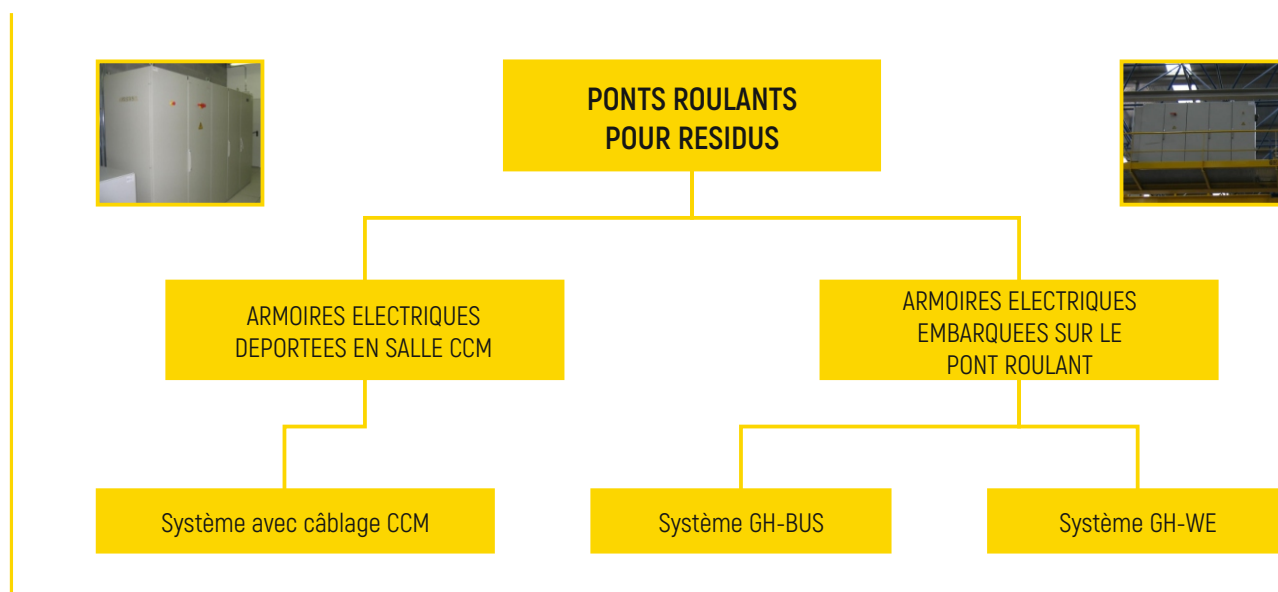 PONTS ROULANTS
POUR RESIDUS
ARMOIRES ELECTRIQUES
DEPORTEES EN SALLE CCM
ARMOIRES ELECTRIQUES
EMBARQUEES SUR LE
PONT ROULANT
Système avec câblage CCM
Système GH-BUS
Système GH-WE